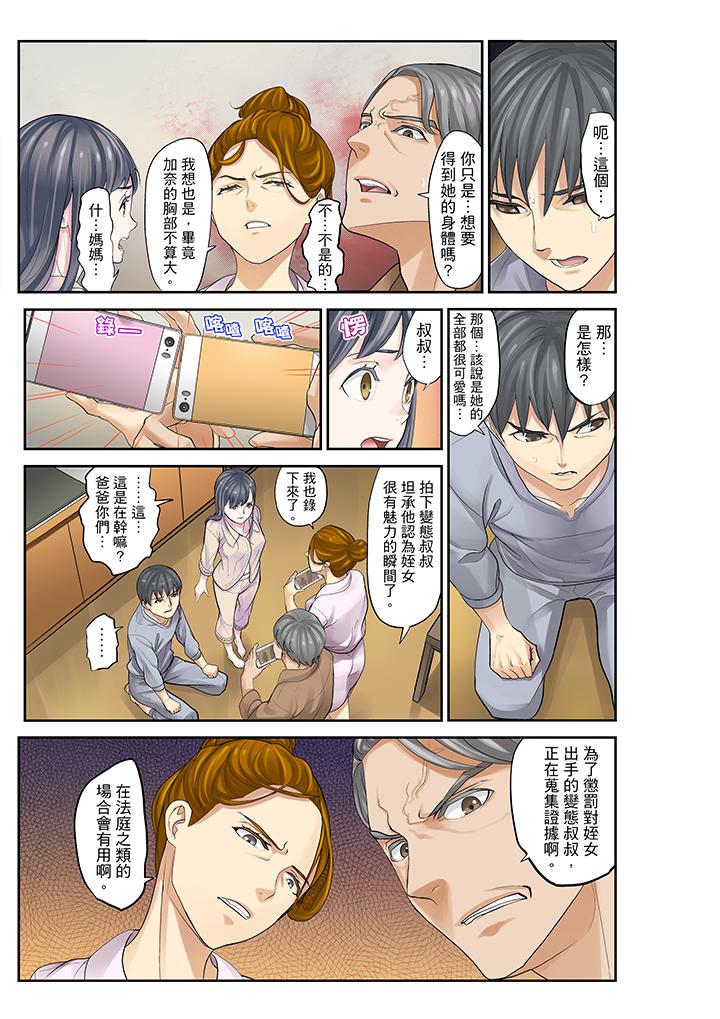 呃…這個…
你只是…想要
得到她的身體嗎？
不…不是的…
我想也是，畢竟
加奈的胸部不算大。
什…媽媽…
那…
是怎樣？
那個…該說是她的
全部都很可愛嗎…
叔叔…
愣
喀喳
喀喳
錄—
拍下變態叔叔
坦承他認為姪女
很有魅力的瞬間了。
我也錄
下來了。
……這…
這是在幹嘛？
爸爸你們…
……
為了懲罰對姪女
出手的變態叔叔，
正在蒐集證據啊。
在法庭之類的
場合會有用啊。